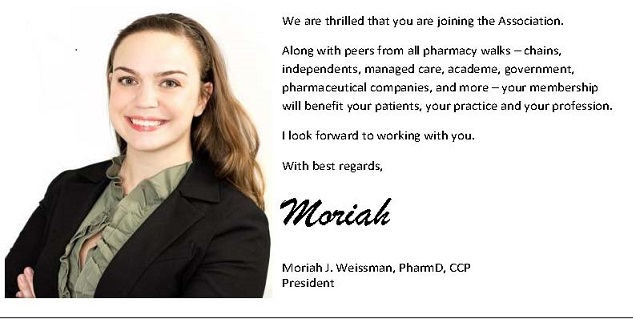 We are thrilled that you are joining the Association.
Along with peers from all pharmacy walks – chains,
independents, managed care, academe, government,
pharmaceutical companies, and more – your membership
will benefit your patients, your practice and your profession.
I look forward to working with you.
With best regards,
Moriah
Moriah J. Weissman, PharmD, CCP
President